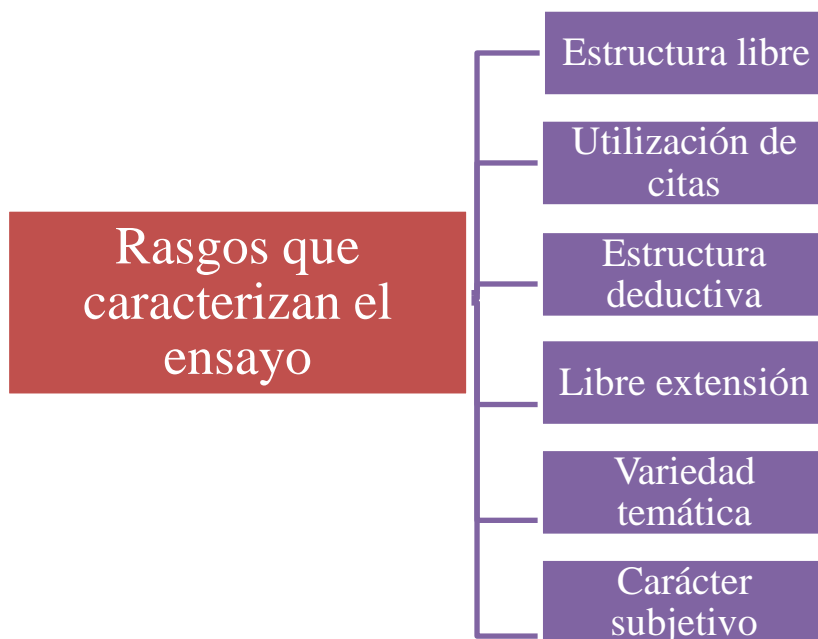 Rasgos que
caracterizan el
ensayo
Estructura libre
Utilización de
citas
Estructura
deductiva
Libre extensión
Variedad
temática
Carácter
subjetivo